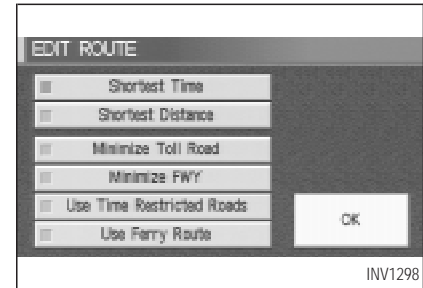 EDIT ROUTE
Shortest Time
Shortest Distance
Minimize Toll Road
Minimize FWY
Use Time Restricted Roads
Use Ferry Route
OK
INV1298